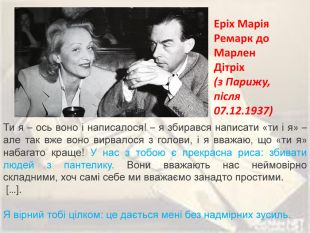 Еріх Марія
Ремарк до
Марлен
Дітріх
(з Парижу,
після
07.12.1937)
Ти я – ось воно і написалося! – я збирався написати «ти і я» –
але так вже воно вирвалося з голови, і я вважаю, що «ти я»
набагато краще! У нас з тобою є прекрасна риса: збивати
людей з пантелику. Вони вважають нас неймовірно
складними, хоч самі себе ми вважаємо занадто простими.
[...].
Я вірний тобі цілком: це дається мені без надмірних зусиль.